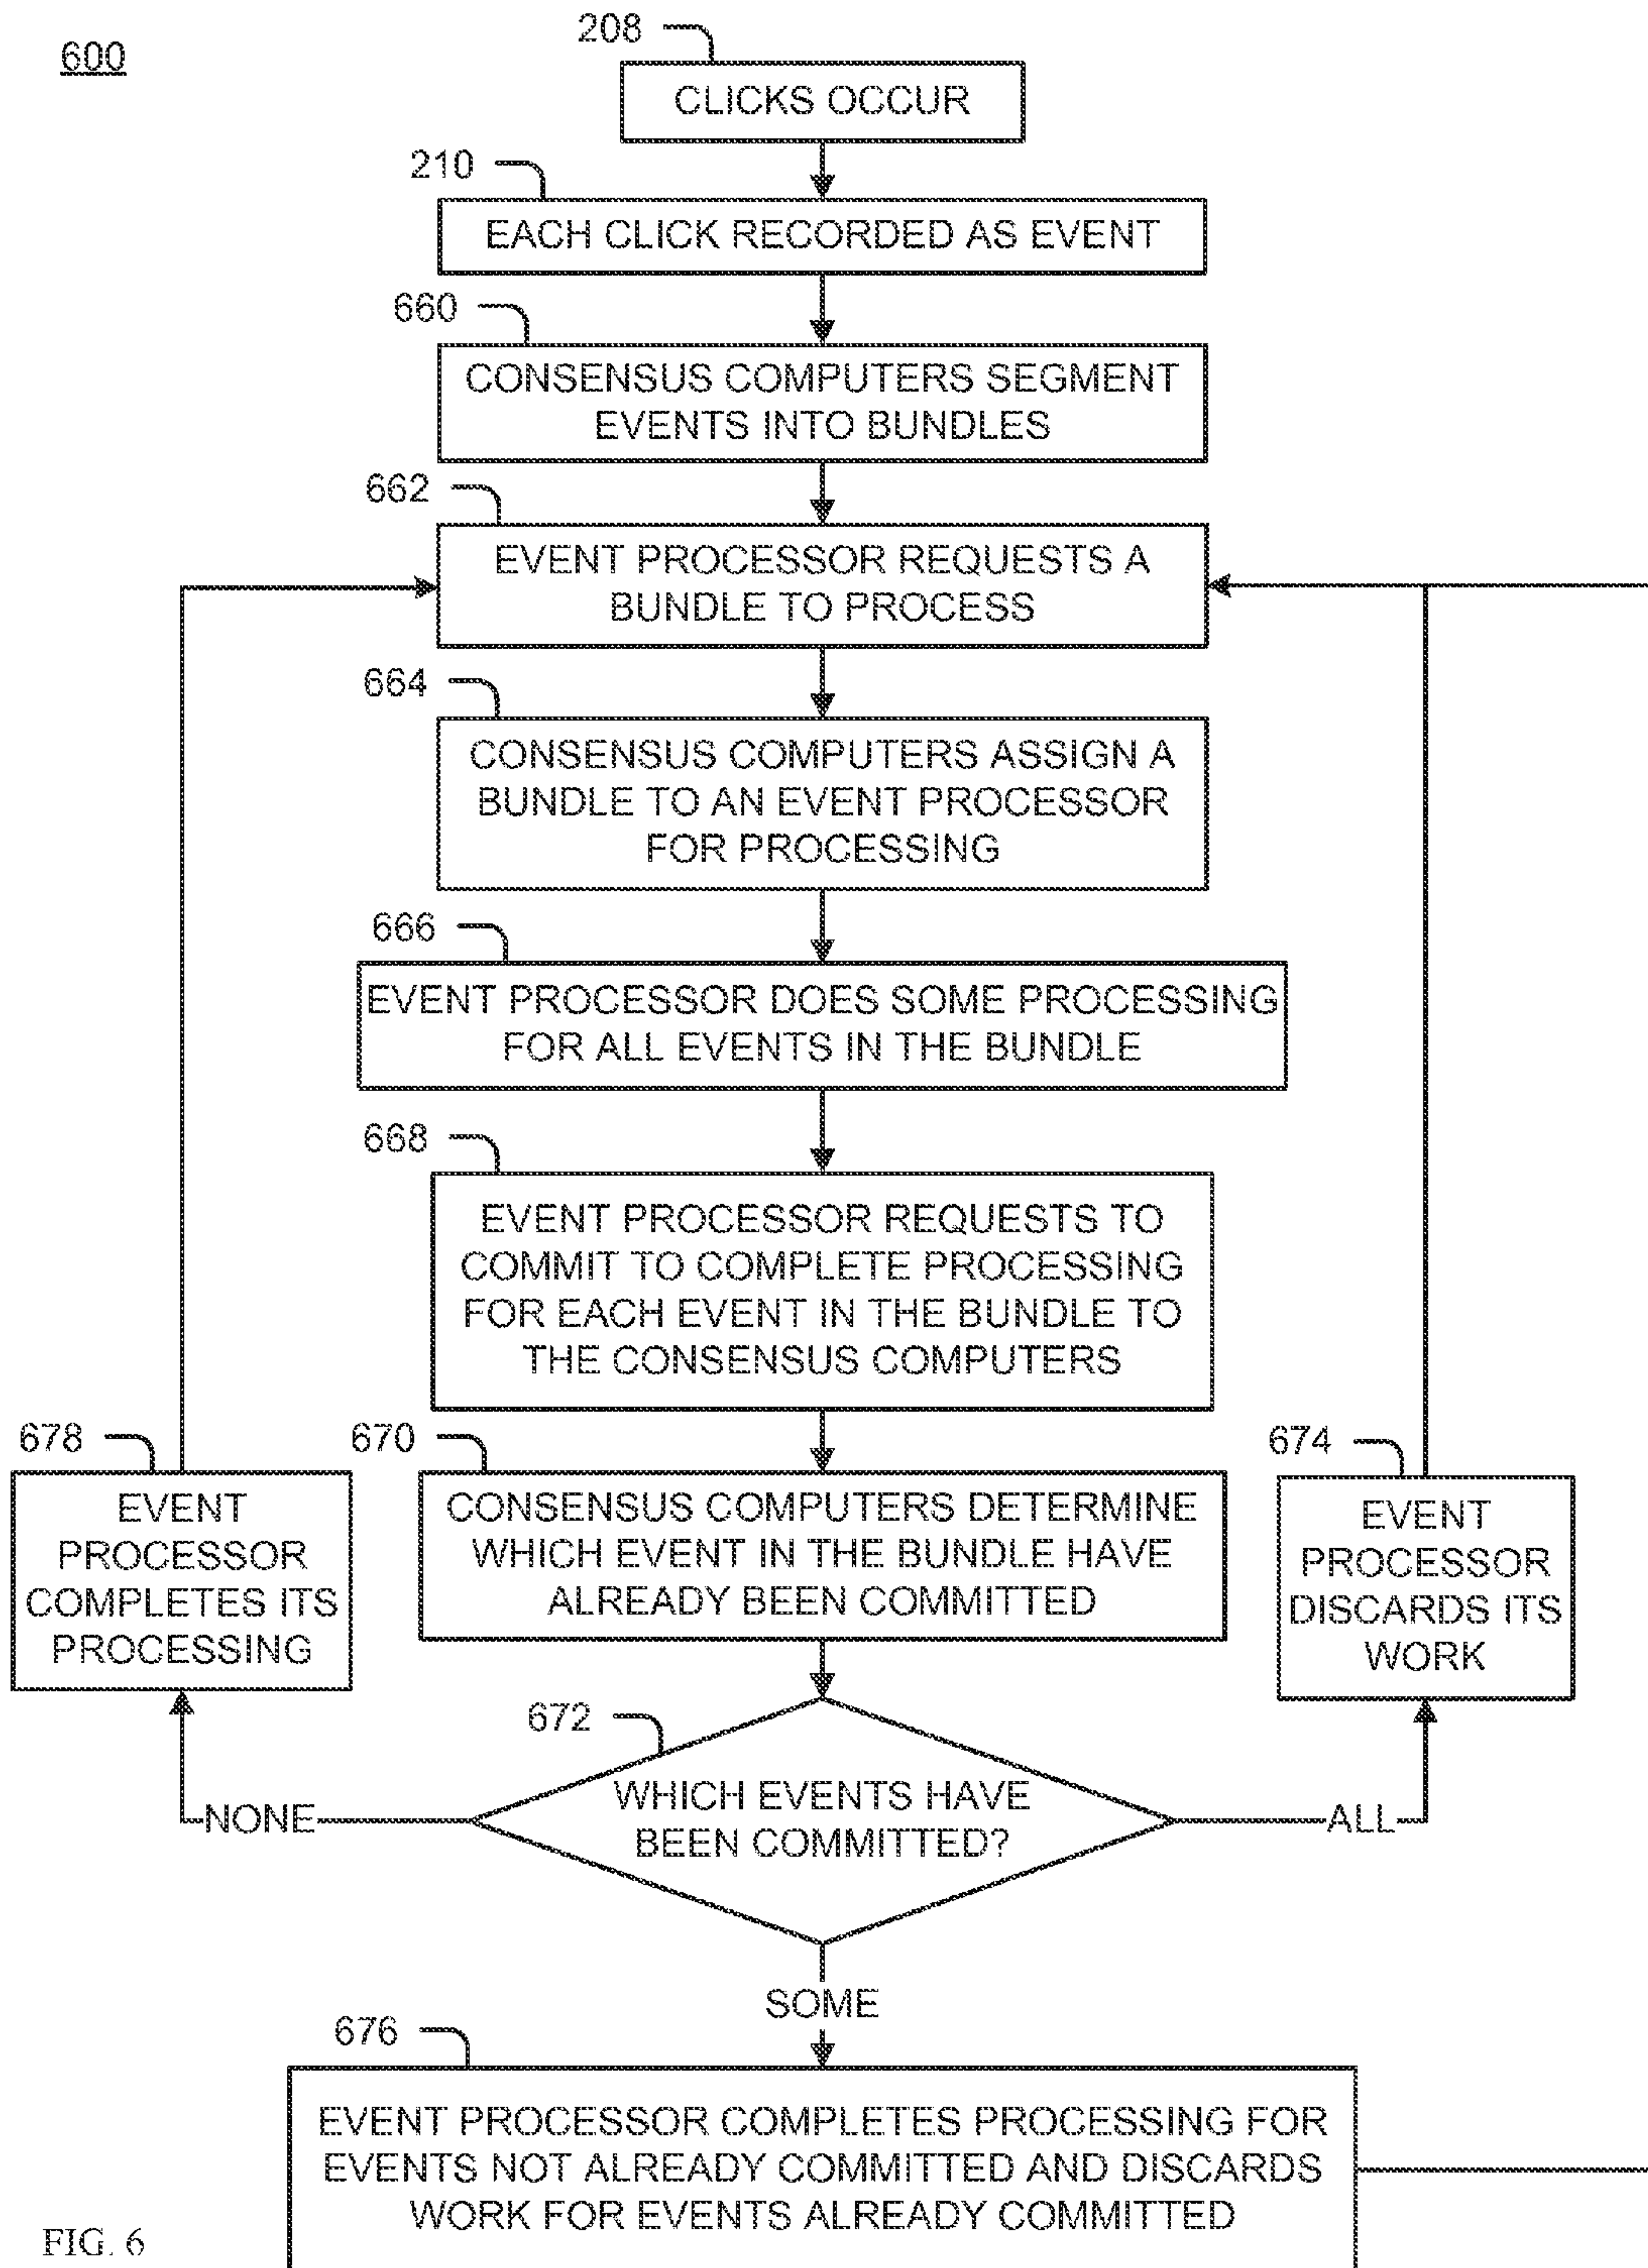 600
208
CLICKS OCCUR
210
EACH CLICK RECORDED AS EVENT
660
CONSENSUS COMPUTERS SEGMENT
EVENTS INTO BUNDLES
662
EVENT PROCESSOR REQUESTS A
BUNDLE TO PROCESS
664
CONSENSUS COMPUTERS ASSIGN A
BUNDLE TO AN EVENT PROCESSOR
FOR PROCESSING
666
EVENT PROCESSOR DOES SOME PROCESSING
FOR ALL EVENTS IN THE BUNDLE
668
EVENT PROCESSOR REQUESTS TO
COMMIT TO COMPLETE PROCESSING
FOR EACH EVENT IN THE BUNDLE TO
THE CONSENSUS COMPUTERS
678
EVENT
PROCESSOR
COMPLETES ITS
PROCESSING
670
CONSENSUS COMPUTERS DETERMINE
WHICH EVENT IN THE BUNDLE HAVE
ALREADY BEEN COMMITTED
674
EVENT
PROCESSOR
DISCARDS ITS
WORK
672
WHICH EVENTS HAVE
BEEN COMMITTED?
NONE
ALL
SOME
676
EVENT PROCESSOR COMPLETES PROCESSING FOR
EVENTS NOT ALREADY COMMITTED AND DISCARDS
WORK FOR EVENTS ALREADY COMMITTED
FIG. 6